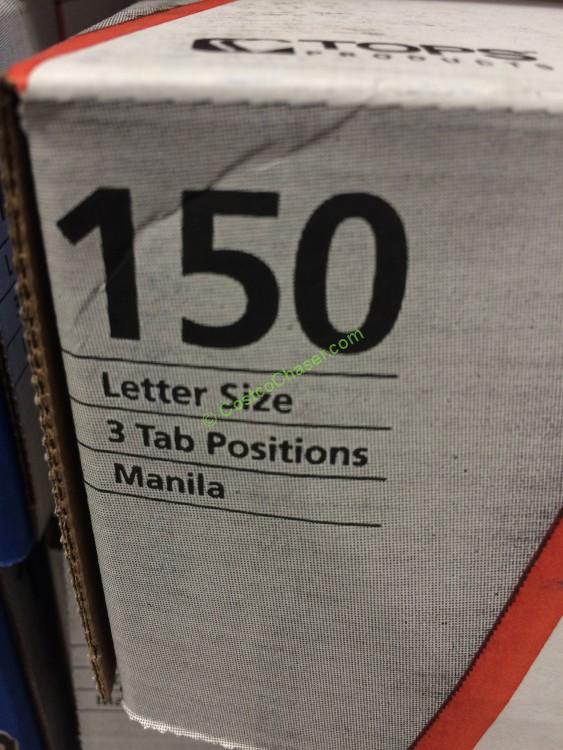 TOPS
PRODUCTS
150
Letter Size
© CostcoChaser.com
3 Tab Positions
Manila